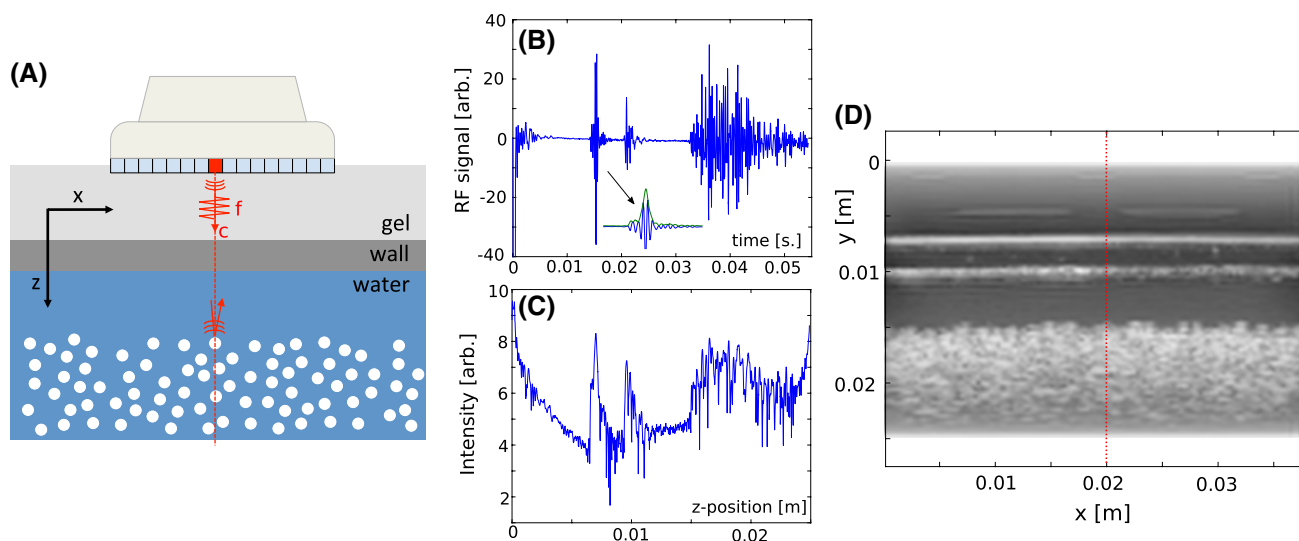 (A)
x
f
c
gel
wall
z
water
(B)
RF signal [arb.]
40
20
0
-20
-40
0
0.01
0.02
0.03
0.04
0.05
time [s.]
(C)
Intensity [arb.]
10
8
6
4
2
1
0
0.01
0.02
z-position [m]
(D)
y [m]
0
0.01
0.02
0.01
0.02
0.03
x [m]